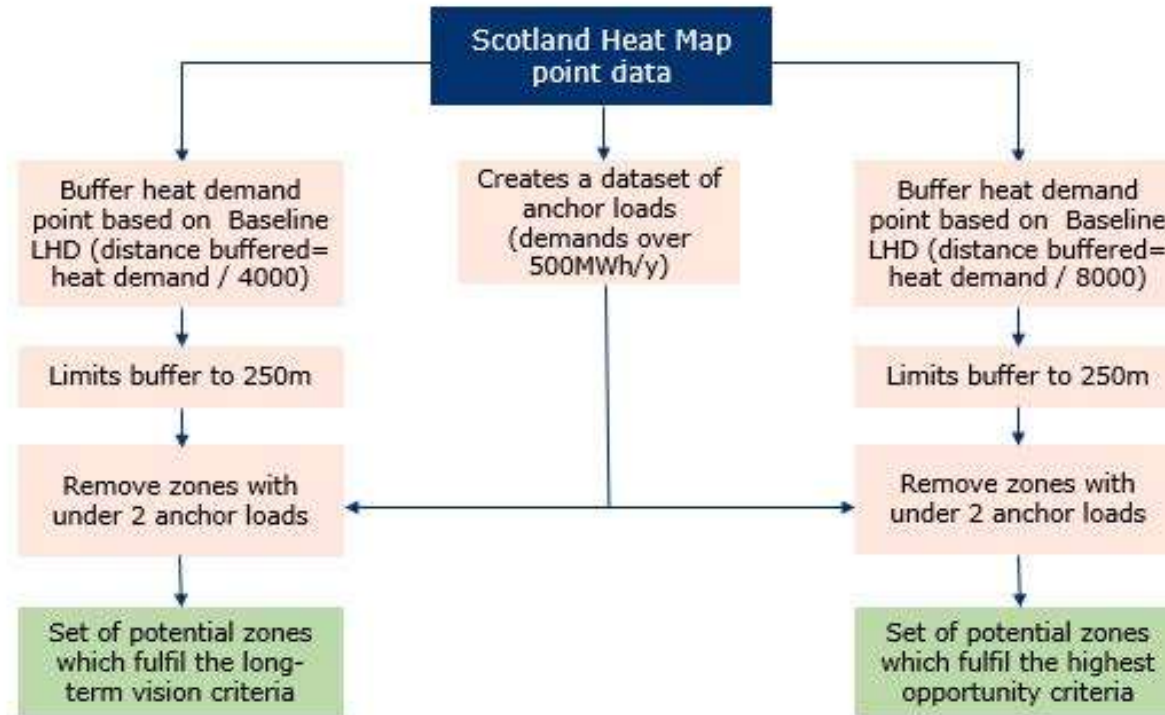 Scotland Heat Map
point data
Buffer heat demand
point based on Baseline
LHD (distance buffered=
heat demand / 4000)
Limits buffer to 250m
Remove zones with
under 2 anchor loads
Set of potential zones
which fulfil the long-
term vision criteria
Creates a dataset of
anchor loads
(demands over
500MWh/y)
Buffer heat demand
point based on Baseline
LHD (distance buffered=
heat demand / 8000)
Limits buffer to 250m
Remove zones with
under 2 anchor loads
Set of potential zones
which fulfil the highest
opportunity criteria